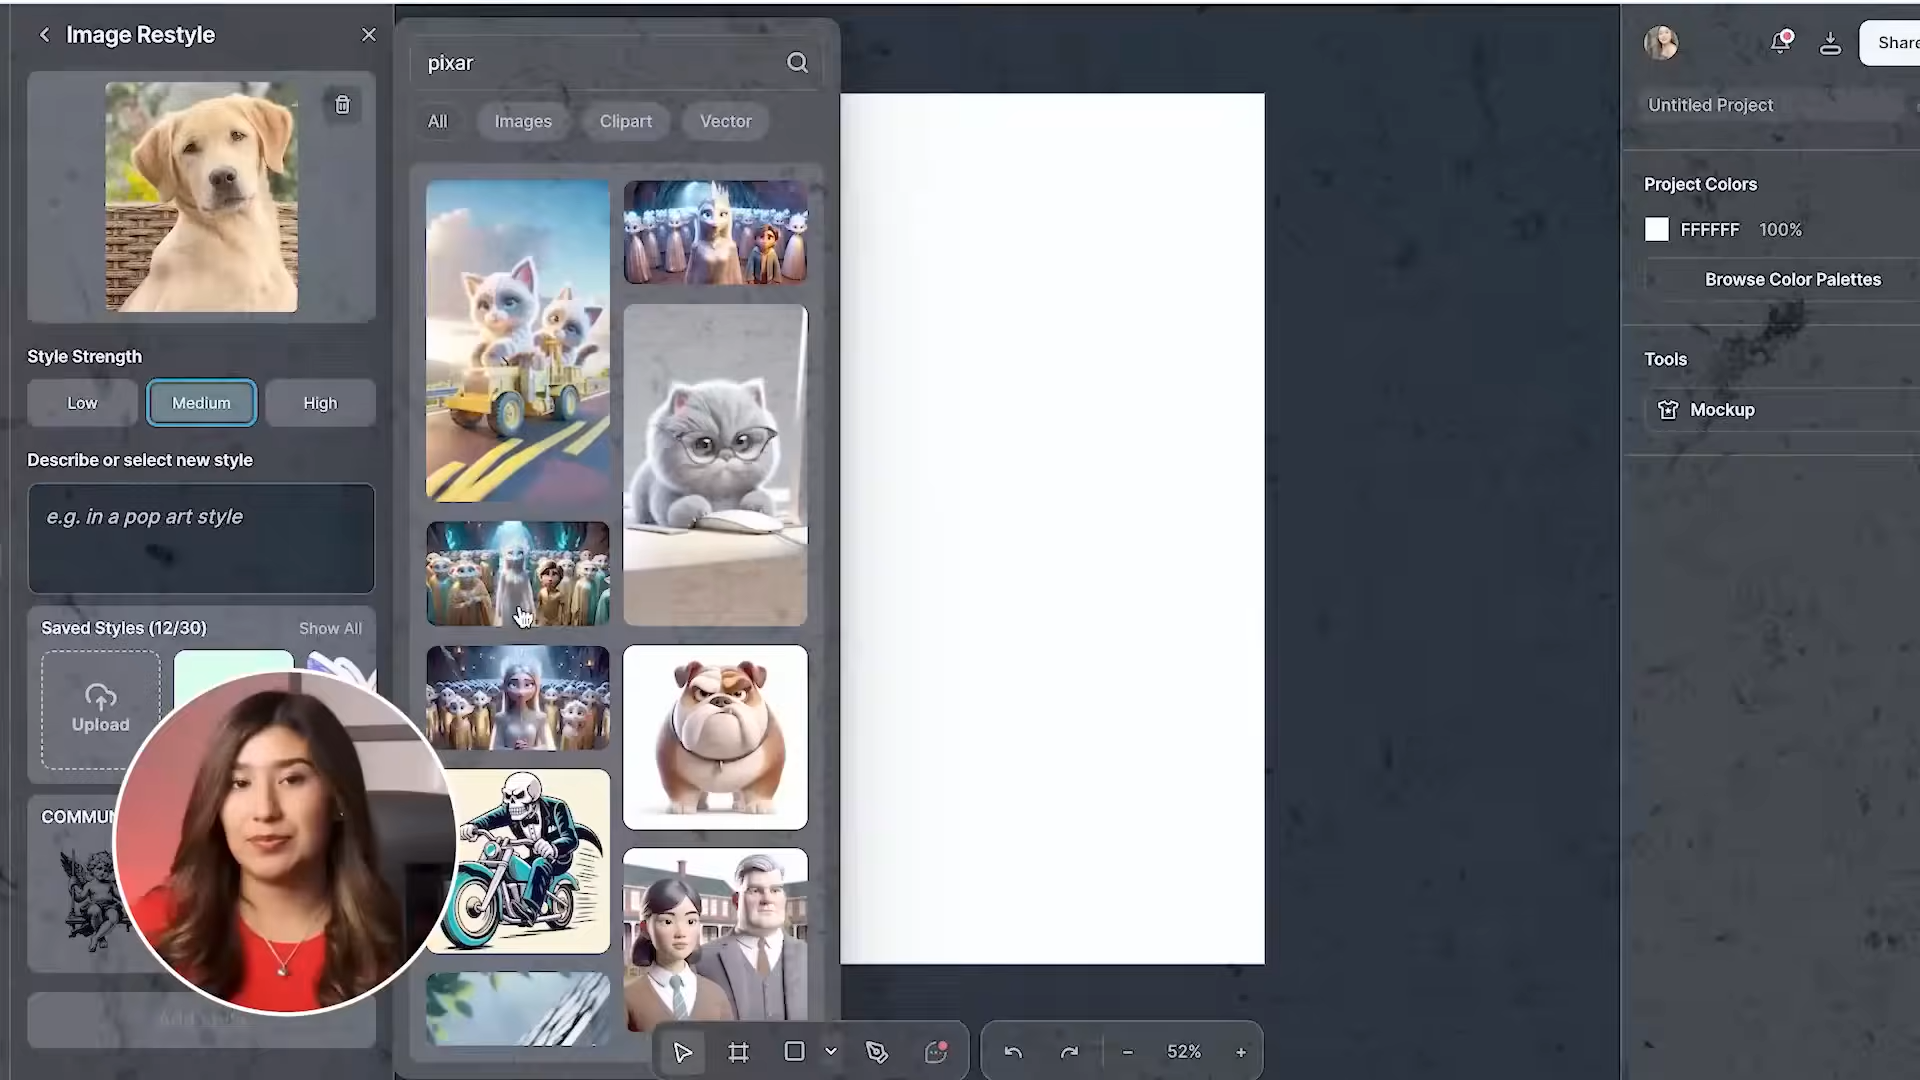 Image Restyle
Style Strength
Low
Medium
High
Describe or select new style
e.g. in a pop art style
Saved Styles (12/30)
Show All
Upload
pixar
All
Images
Clipart
Vector
52%
Share
Untitled Project
Project Colors
FFFFFF 100%
Browse Color Palettes
Tools
Mockup